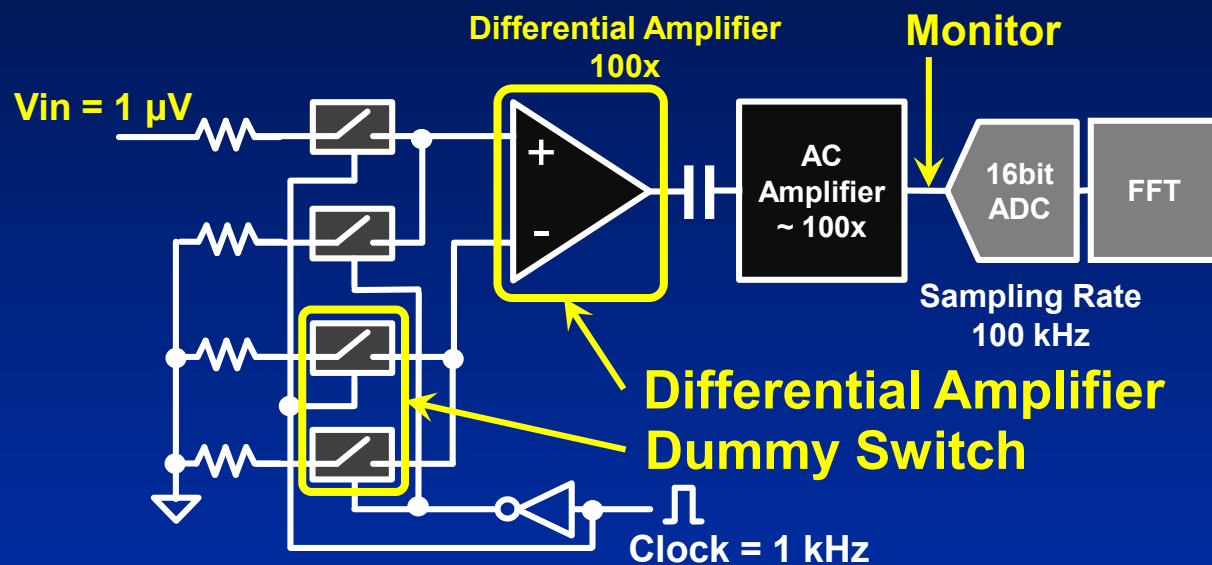 Differential Amplifier
100x
Monitor
Vin = 1 µV
+
-
AC
Amplifier
~ 100x
16bit
ADC
FFT
Sampling Rate
100 kHz
Differential Amplifier
Dummy Switch
Clock = 1 kHz